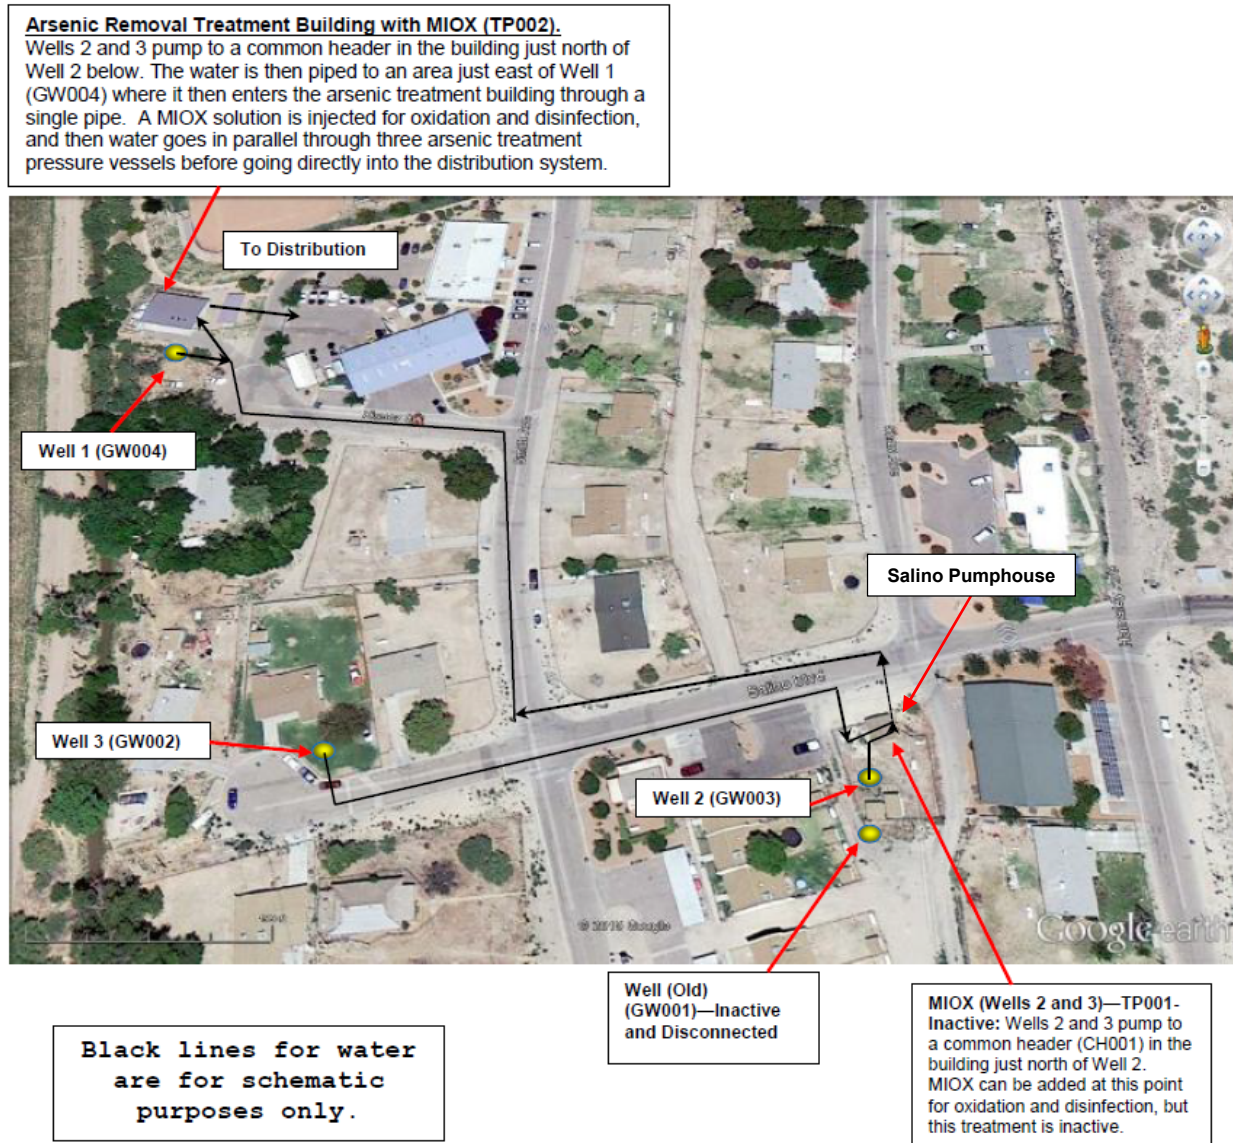 Arsenic Removal Treatment Building with MIOX (TP002).
Wells 2 and 3 pump to a common header in the building just north of
Well 2 below. The water is then piped to an area just east of Well 1
(GW004) where it then enters the arsenic treatment building through a
single pipe.  A MIOX solution is injected for oxidation and disinfection,
and then water goes in parallel through three arsenic treatment
pressure vessels before going directly into the distribution system.
To Distribution
Well 1 (GW004)
Salino Pumphouse
Salino Blvd
Well 3 (GW002)
Well 2 (GW003)
© 2015 Google
Google earth
Well (Old)
(GW001)—Inactive
and Disconnected
MIOX (Wells 2 and 3)—TP001-
Inactive: Wells 2 and 3 pump to
a common header (CH001) in the
building just north of Well 2.
MIOX can be added at this point
for oxidation and disinfection, but
this treatment is inactive.
Black lines for water
are for schematic
purposes only.